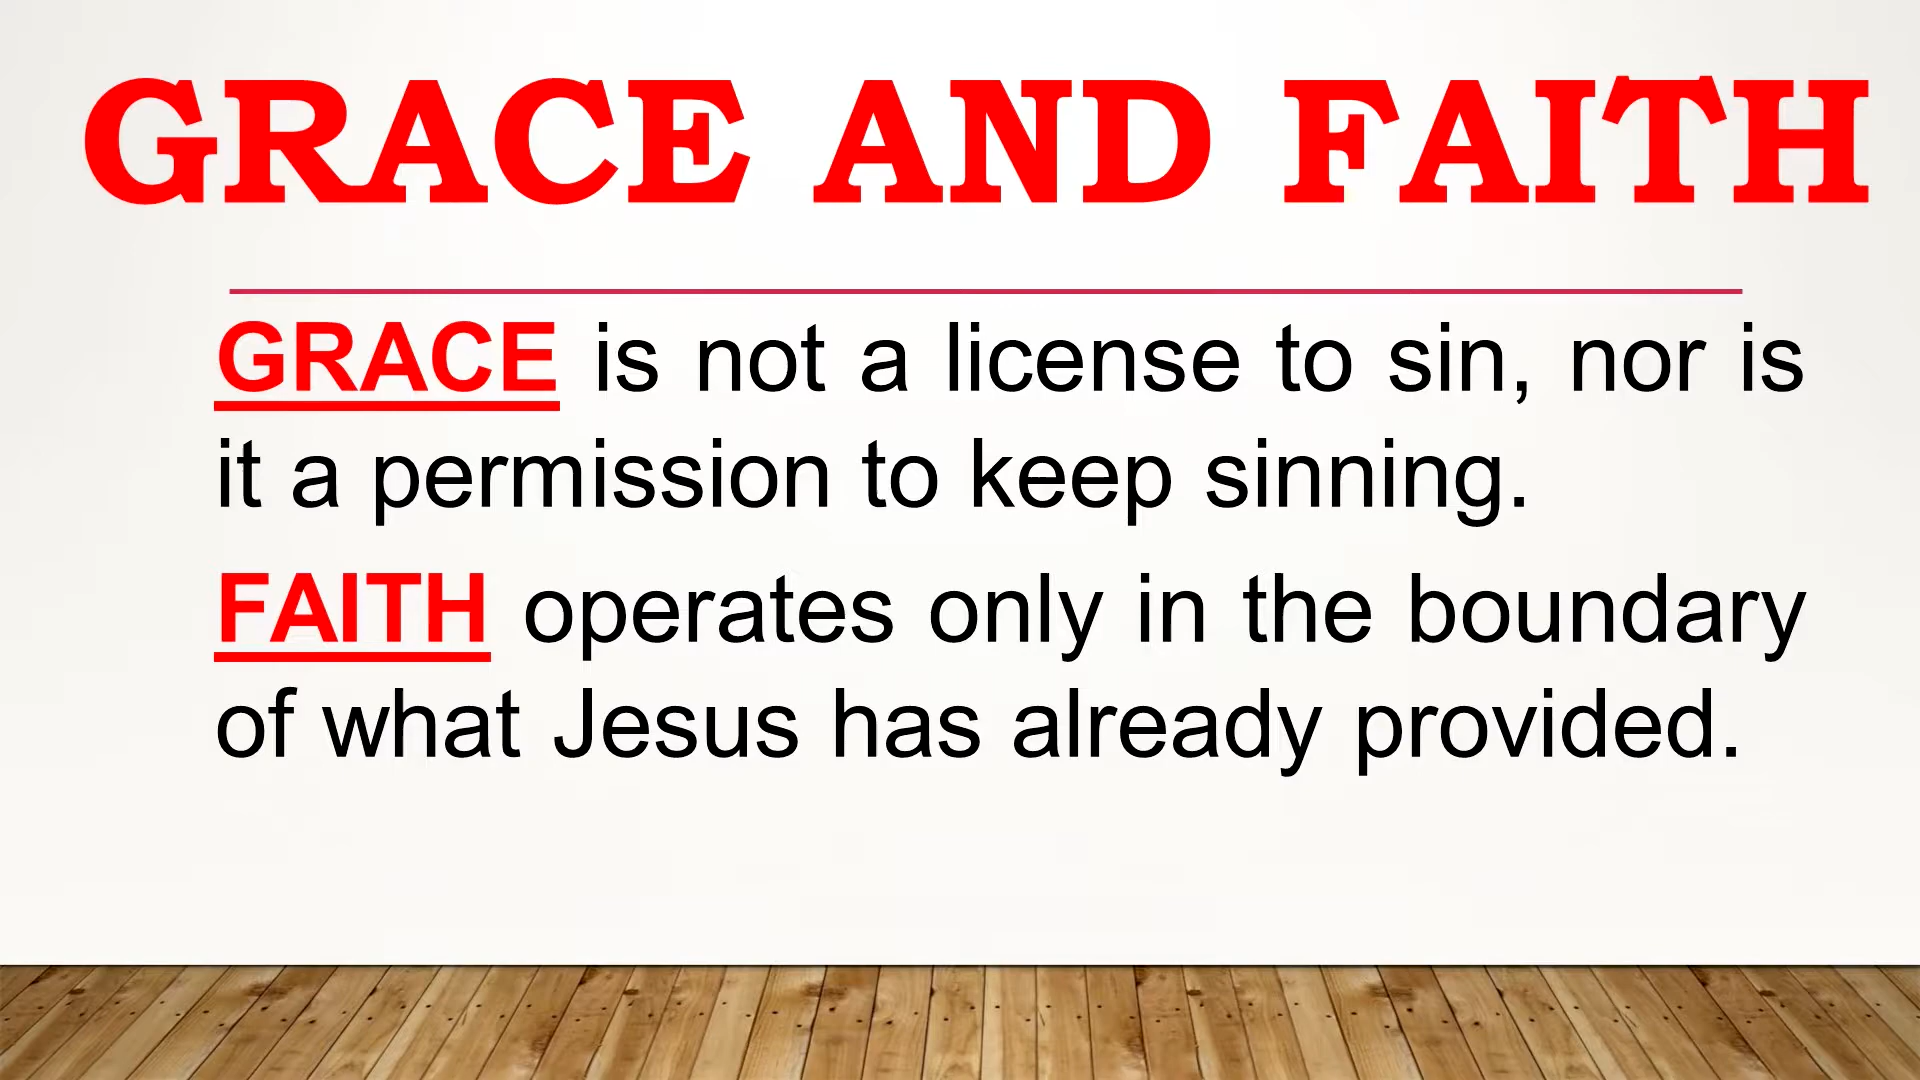 GRACE AND FAITH
GRACE is not a license to sin, nor is
it a permission to keep sinning.
FAITH operates only in the boundary
of what Jesus has already provided.